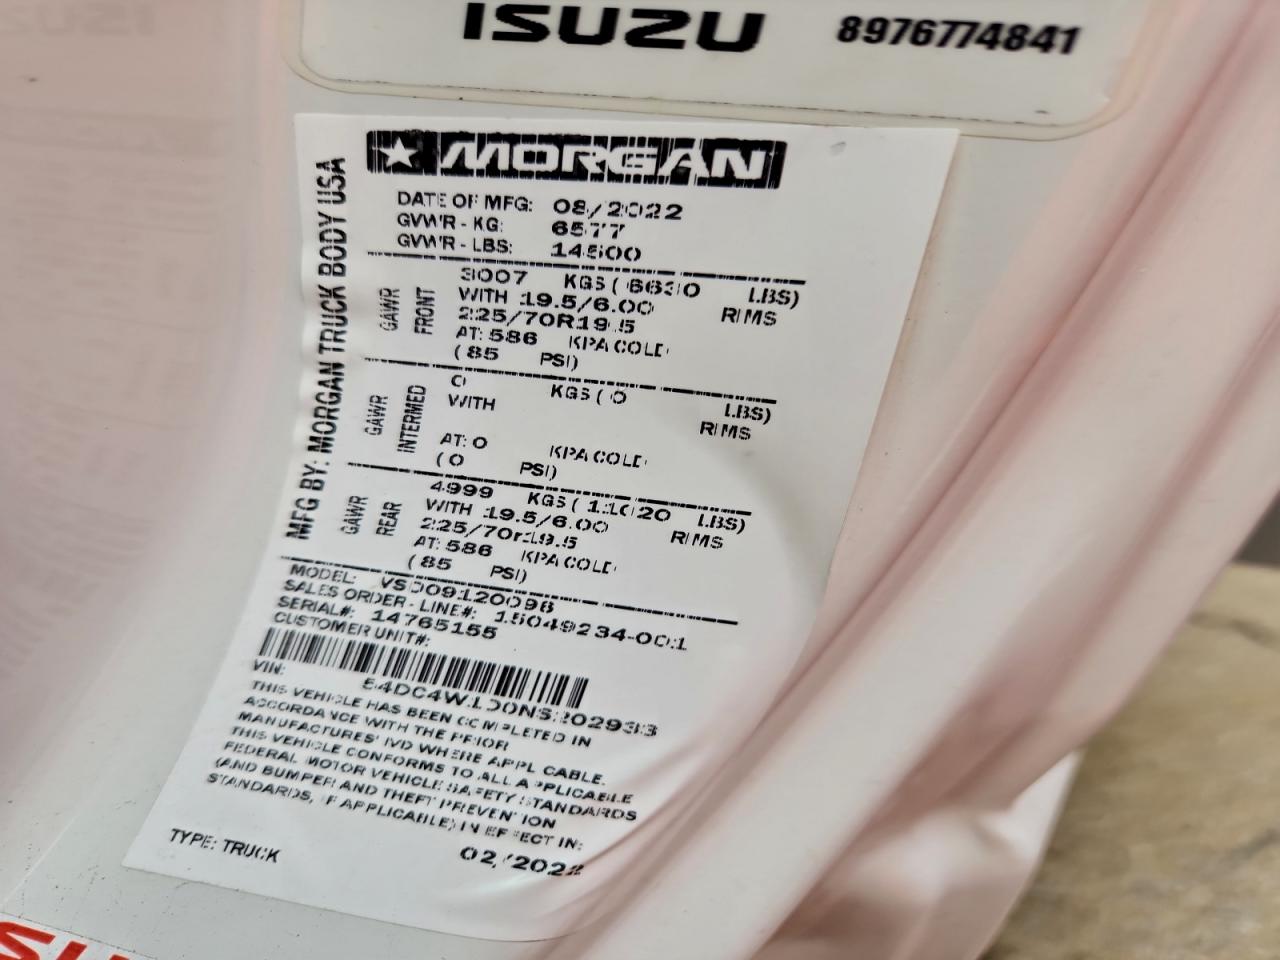 ISUZU 8976774841
MORGAN
MFG BY: MORGAN TRUCK BODY USA
DATE OF MFG: 08/2022
GVWR - KG: 6577
GVWR - LBS: 14500
GAWR FRONT
3007 KGS ( 6630 LBS)
WITH 19.5/6.00 RIMS
225/70R19.5
AT: 586 KPA COLD
( 85 PSI)
GAWR INTERMED
0 KGS ( 0 LBS)
WITH RIMS
AT: 0 KPA COLD
( 0 PSI)
GAWR REAR
4999 KGS ( 11020 LBS)
WITH 19.5/6.00 RIMS
225/70r19.5
AT: 586 KPA COLD
( 85 PSI)
MODEL: VSD09120096
SALES ORDER - LINE#: 15049234-001
SERIAL#: 14765155
CUSTOMER UNIT#:
VIN:
THIS VEHICLE HAS BEEN COMPLETED IN
ACCORDANCE WITH THE PRIOR
MANUFACTURES' IVD WHERE APPLICABLE.
THIS VEHICLE CONFORMS TO ALL APPLICABLE
FEDERAL MOTOR VEHICLE SAFETY STANDARDS
(AND BUMPER AND THEFT PREVENTION
STANDARDS, IF APPLICABLE) IN EFFECT IN:
TYPE: TRUCK 02/2022